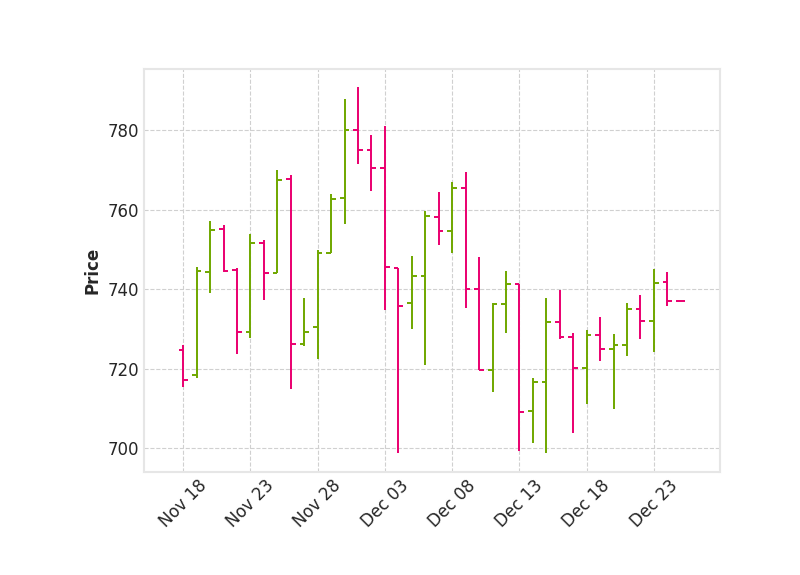 Price
780
760
740
720
700
Nov 18
Nov 23
Nov 28
Dec 03
Dec 08
Dec 13
Dec 18
Dec 23